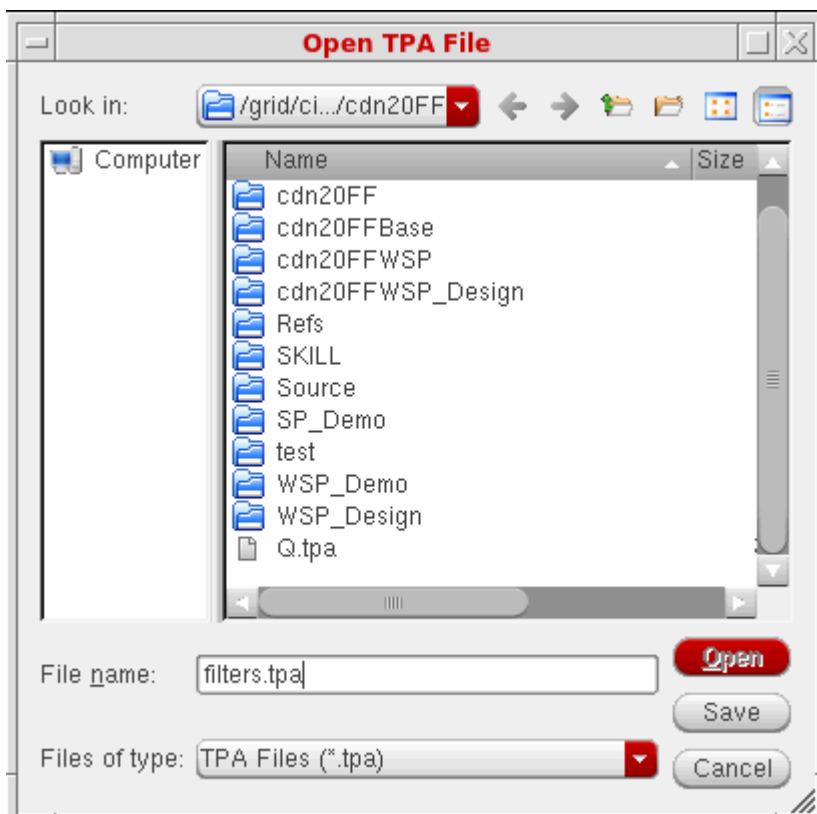 Open TPA File
Look in: /grid/ci.../cdn20FF
Computer
Name Size
cdn20FF
cdn20FFBase
cdn20FFWSP
cdn20FFWSP_Design
Refs
SKILL
Source
SP_Demo
test
WSP_Demo
WSP_Design
Q.tpa
File name: filters.tpa Open
Save
Files of type: TPA Files (*.tpa)
Cancel